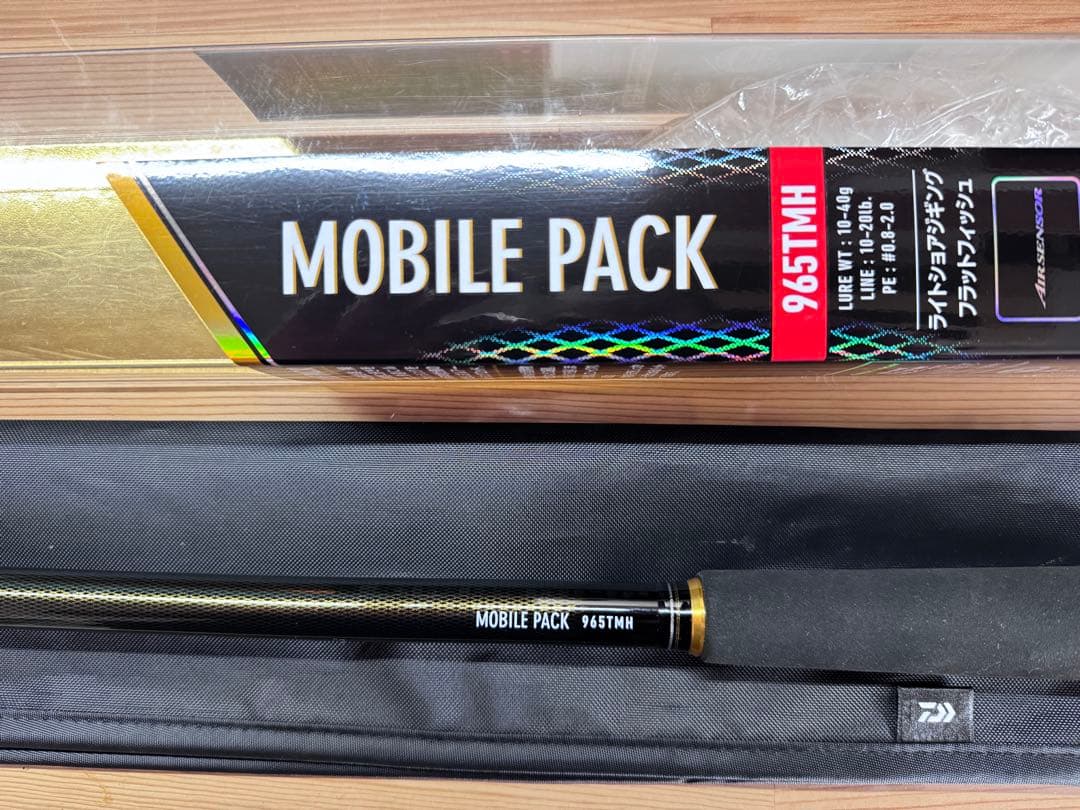 MOBILE PACK
965TMH
LURE WT : 10-40g
LINE : 10-20lb.
PE : #0.8-2.0
ライトショアジギング
フラットフィッシュ
AIRSENSOR
MOBILE PACK 965TMH